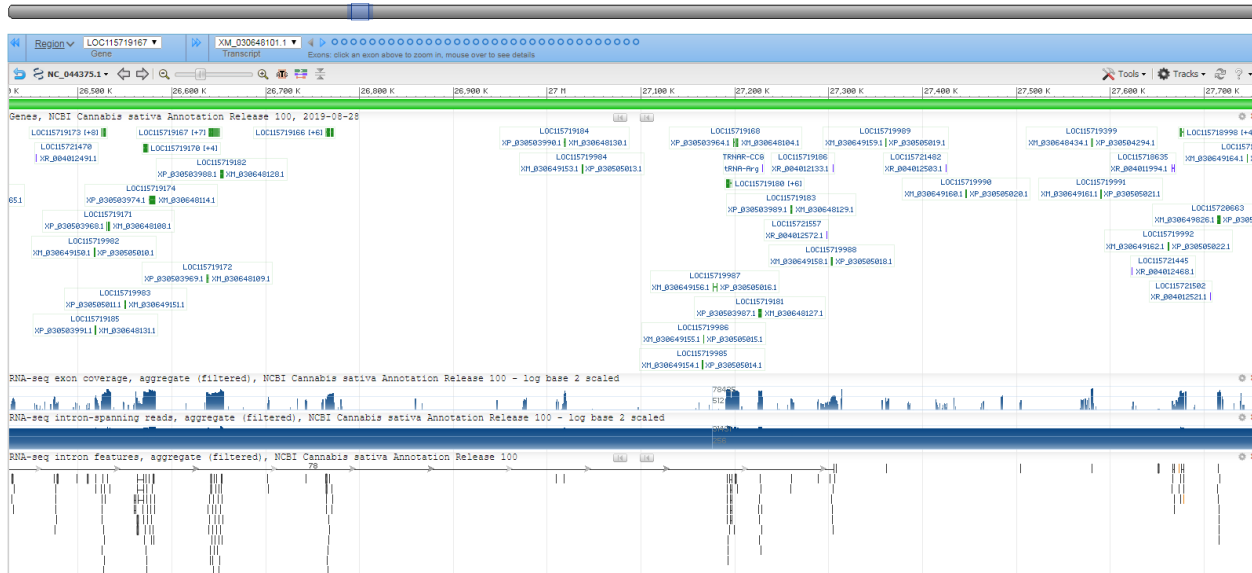 Region LOC115719167 XM_030648101.1
Gene Transcript Exons: click an exon above to zoom in, mouse over to see details
NC_044375.1 Tools Tracks ?
K 26,500 K 26,600 K 26,700 K 26,800 K 26,900 K 27 M 27,100 K 27,200 K 27,300 K 27,400 K 27,500 K 27,600 K 27,700 K
Genes, NCBI Cannabis sativa Annotation Release 100, 2019-08-28
LOC115719173 [+8] LOC115719167 [+7] LOC115719166 [+6] LOC115719184 LOC115719168 LOC115719989 LOC115719399 LOC115718998 [+4
XP_030503990.1 XM_030648130.1 XP_030503964.1 XM_030648104.1 XM_030649159.1 XP_030505019.1 XM_030648434.1 XP_030504294.1
LOC115721470 LOC115719170 [+4] LOC115719984 TRNAR-CCG LOC115719186 LOC115721482 LOC115718635
XR_004012491.1 XM_030649153.1 XP_030505013.1 tRNA-Arg XR_004012133.1 XR_004012503.1 XR_004011994.1 XM_030649164.1
LOC115719182 LOC115719180 [+6] LOC115719990 LOC115719991
XP_030503988.1 XM_030648128.1 XM_030649160.1 XP_030505020.1 XM_030649161.1 XP_030505021.1
LOC115719174 LOC115719183
65.1 XP_030503974.1 XM_030648114.1 XP_030503989.1 XM_030648129.1
LOC115719171 LOC115721557 LOC115720663
XP_030503968.1 XM_030648108.1 XR_004012572.1 XM_030649826.1
LOC115719982 LOC115719988 LOC115719992
XM_030649150.1 XP_030505010.1 XM_030649158.1 XP_030505018.1 XM_030649162.1 XP_030505022.1
LOC115719172 LOC115719987 LOC115721445
XP_030503969.1 XM_030648109.1 XM_030649156.1 XP_030505016.1 XR_004012468.1
LOC115719983 LOC115719181 LOC115721502
XP_030505011.1 XM_030649151.1 XP_030503987.1 XM_030648127.1 XR_004012521.1
LOC115719185 LOC115719986
XP_030503991.1 XM_030648131.1 XM_030649155.1 XP_030505015.1
LOC115719985
XM_030649154.1 XP_030505014.1
RNA-seq exon coverage, aggregate (filtered), NCBI Cannabis sativa Annotation Release 100 - log base 2 scaled
512
RNA-seq intron-spanning reads, aggregate (filtered), NCBI Cannabis sativa Annotation Release 100 - log base 2 scaled
RNA-seq intron features, aggregate (filtered), NCBI Cannabis sativa Annotation Release 100
78